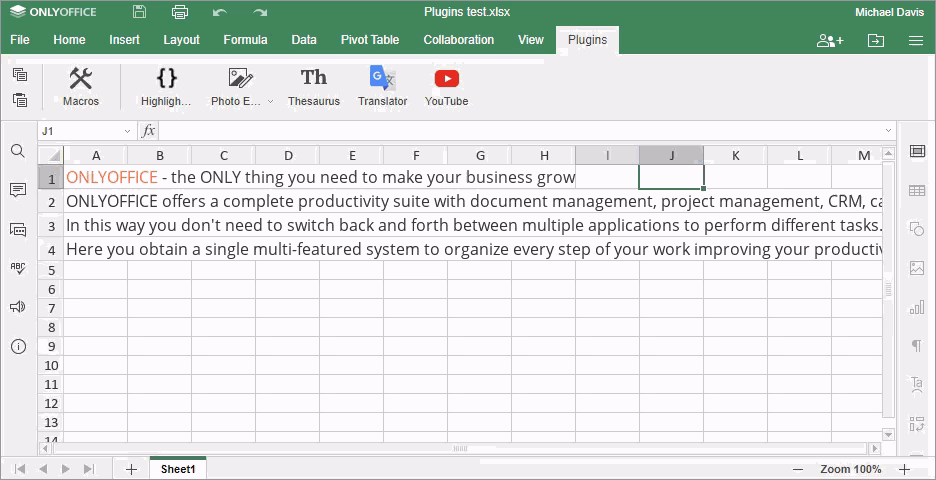 ONLYOFFICE Plugins test.xlsx Michael Davis
File Home Insert Layout Formula Data Pivot Table Collaboration View Plugins
{} Th
Macros Highligh... Photo E... Thesaurus Translator YouTube
J1 fx
A B C D E F G H I J K L M
1 ONLYOFFICE - the ONLY thing you need to make your business grow
2 ONLYOFFICE offers a complete productivity suite with document management, project management, CRM, ca
3 In this way you don't need to switch back and forth between multiple applications to perform different tasks.
4 Here you obtain a single multi-featured system to organize every step of your work improving your productiv
5
6
7
8
9
10
11
12
13
14
ABC
Ta
Sheet1 Zoom 100%